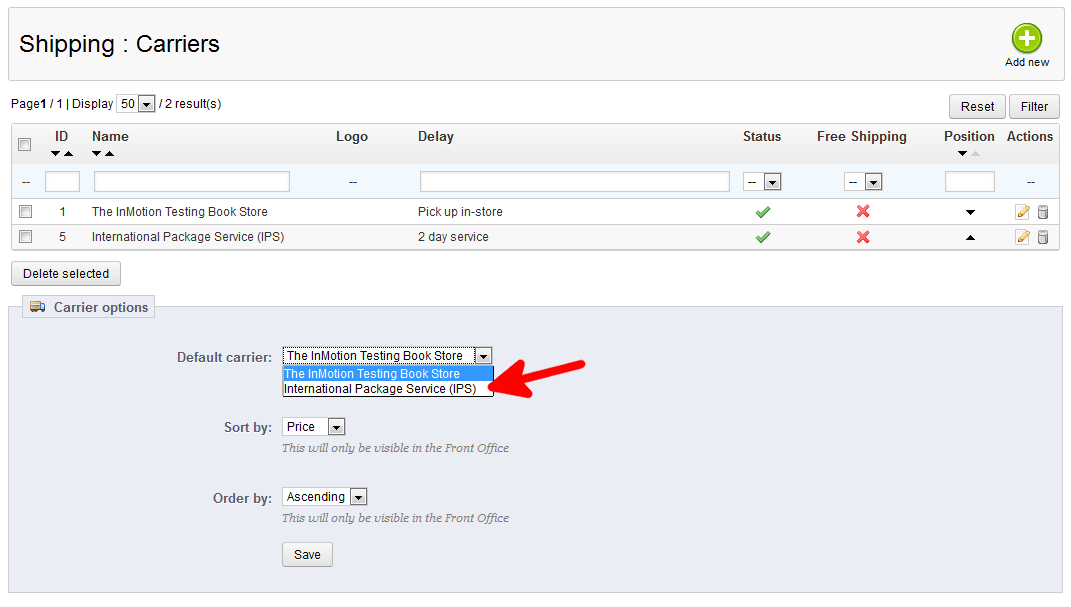 Shipping : Carriers
Add new
Page1 / 1 | Display 50 / 2 result(s)
Reset Filter
ID Name Logo Delay Status Free Shipping Position Actions
-- -- -- -- --
1 The InMotion Testing Book Store Pick up in-store
5 International Package Service (IPS) 2 day service
Delete selected
Carrier options
Default carrier: The InMotion Testing Book Store
The InMotion Testing Book Store
International Package Service (IPS)
Sort by: Price
This will only be visible in the Front Office
Order by: Ascending
This will only be visible in the Front Office
Save